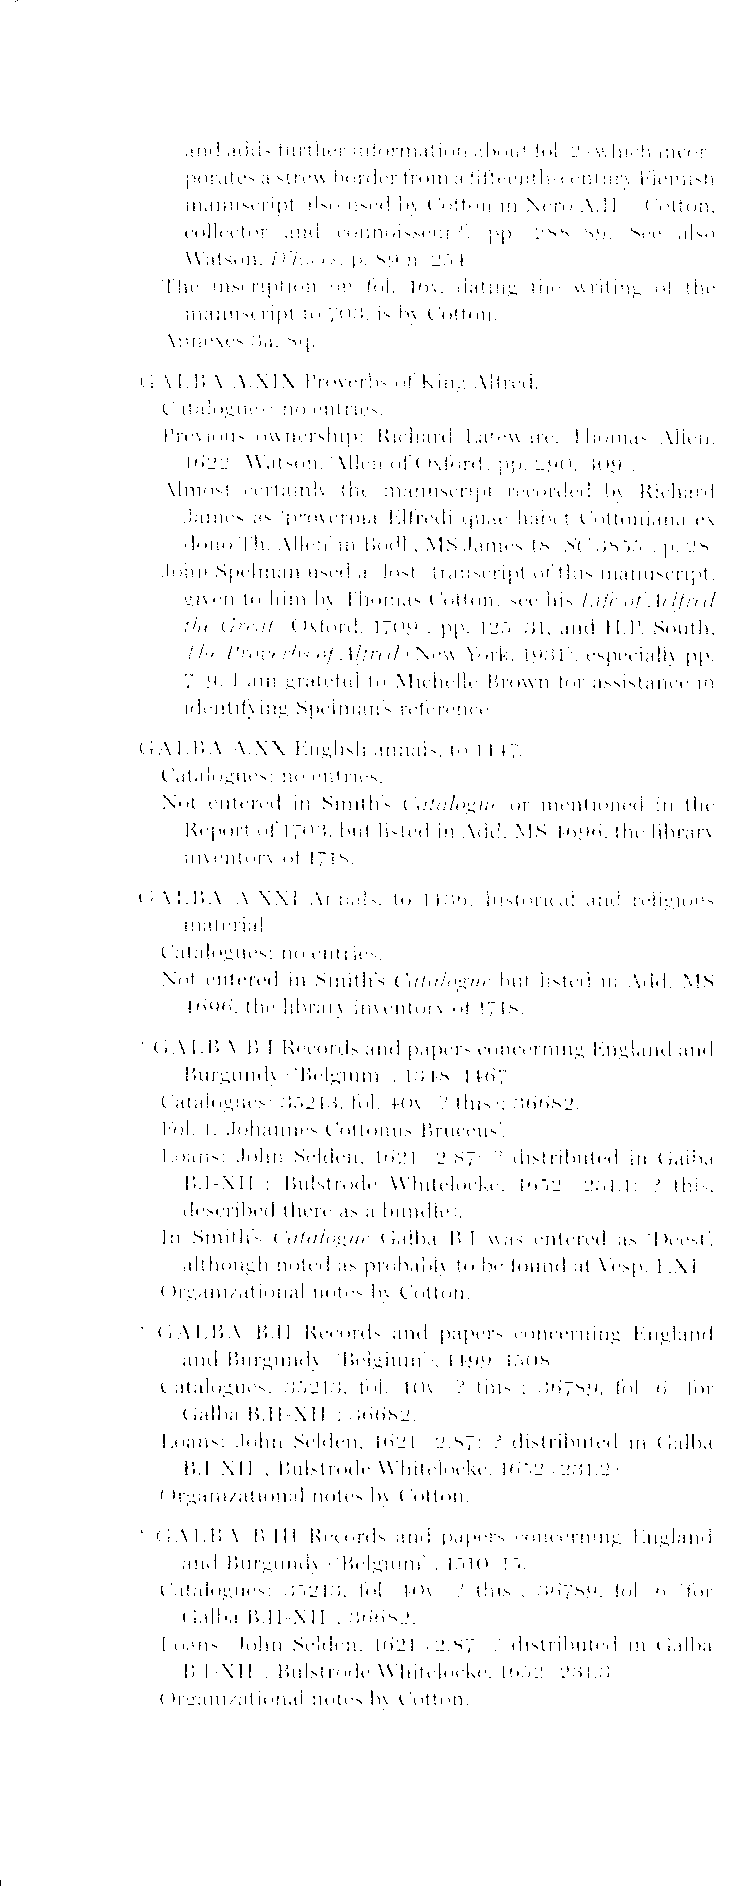 and adds further information about fol. 2 (which incor-
porates a strew border from a fifteenth-century Flemish
manuscript also used by Cotton in Nero A.II): 'Cotton,
collector and connoisseur?', pp. 288-89. See also
Watson, p. 89 n. 254
The inscription on fol. 46v, dating the writing of the
manuscript to 703, is by Cotton.
Annexes 3a, 8q.
GALBA A.XIX Proverbs of King Alfred.
Catalogues: no entries.
Previous ownership: Richard Lateware, Thomas Allen,
1622 (Watson, 'Allen of Oxford', pp. 290, 309).
Almost certainly the manuscript recorded by Richard
James as 'proverbia Elfredi quae habet Cottoniana ex
dono Th. Allen' in Bodl., MS James 18 (SC 3855), p. 28
John Spelman used a (lost) transcript of this manuscript,
given to him by Thomas Cotton, see his Life of Alfred
the Great (Oxford, 1709), pp. 125-31, and H.P. South,
The Proverbs of Alfred (New York, 1931), especially pp.
7-9. I am grateful to Michelle Brown for assistance in
identifying Spelman's reference
GALBA A.XX English annals, to 1147.
Catalogues: no entries.
Not entered in Smith's Catalogue or mentioned in the
Report of 1703, but listed in Add. MS 4696, the library
inventory of 1718.
GALBA A.XXI Annals, to 1436, historical and religious
material
Catalogues: no entries.
Not entered in Smith's Catalogue but listed in Add. MS
4696, the library inventory of 1718.
* GALBA B.I Records and papers concerning England and
Burgundy ('Belgium'), 1348-1467
Catalogues: 35213, fol. 40v (? this); 36682.
Fol. 1, 'Johannes Cottonus Bruceus'.
Loans: John Selden, 1621 (2.87: ? distributed in Galba
B.I-XII); Bulstrode Whitelocke, 1652 (231.1: ? this,
described there as a bundle).
In Smith's Catalogue Galba B.I was entered as 'Deest',
although noted as probably to be found at Vesp. F.XI
Organizational notes by Cotton.
* GALBA B.II Records and papers concerning England
and Burgundy ('Belgium'), 1499-1508
Catalogues: 35213, fol. 40v (? this); 36789, fol. 6 (for
Galba B.II-XII); 36682.
Loans: John Selden, 1621 (2.87: ? distributed in Galba
B.I-XII), Bulstrode Whitelocke, 1652 (231.2)
Organizational notes by Cotton.
* GALBA B.III Records and papers concerning England
and Burgundy ('Belgium'), 1510-15.
Catalogues: 35213, fol. 40v (? this); 36789, fol. 6 (for
Galba B.II-XII); 36682.
Loans: John Selden, 1621 (2.87: ? distributed in Galba
B.I-XII), Bulstrode Whitelocke, 1652 (231.3)
Organizational notes by Cotton.